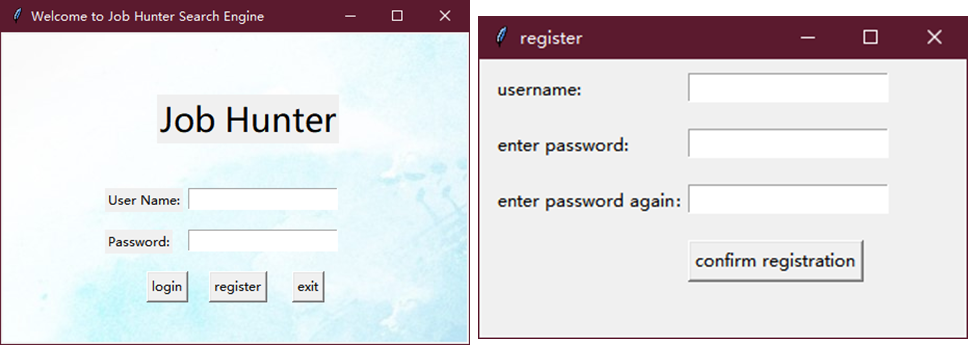 Welcome to Job Hunter Search Engine
Job Hunter
User Name:
Password:
login register exit
register
username:
enter password:
enter password again:
confirm registration